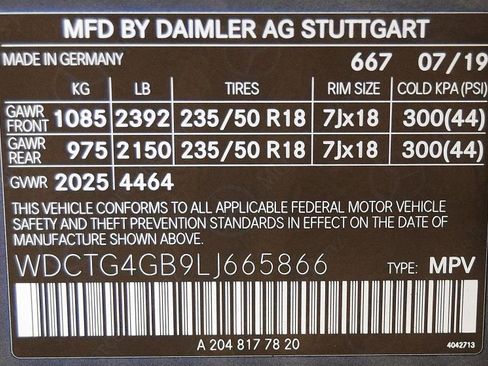 MFD BY DAIMLER AG STUTTGART
MADE IN GERMANY 667 07/19
KG LB TIRES RIM SIZE COLD KPA (PSI)
GAWR FRONT 1085 2392 235/50 R18 7Jx18 300(44)
GAWR REAR 975 2150 235/50 R18 7Jx18 300(44)
GVWR 2025 4464
THIS VEHICLE CONFORMS TO ALL APPLICABLE FEDERAL MOTOR VEHICLE
SAFETY AND THEFT PREVENTION STANDARDS IN EFFECT ON THE DATE OF
MANUFACTURE SHOWN ABOVE.
WDCTG4GB9LJ665866 TYPE: MPV
A 204 817 78 20 4042713